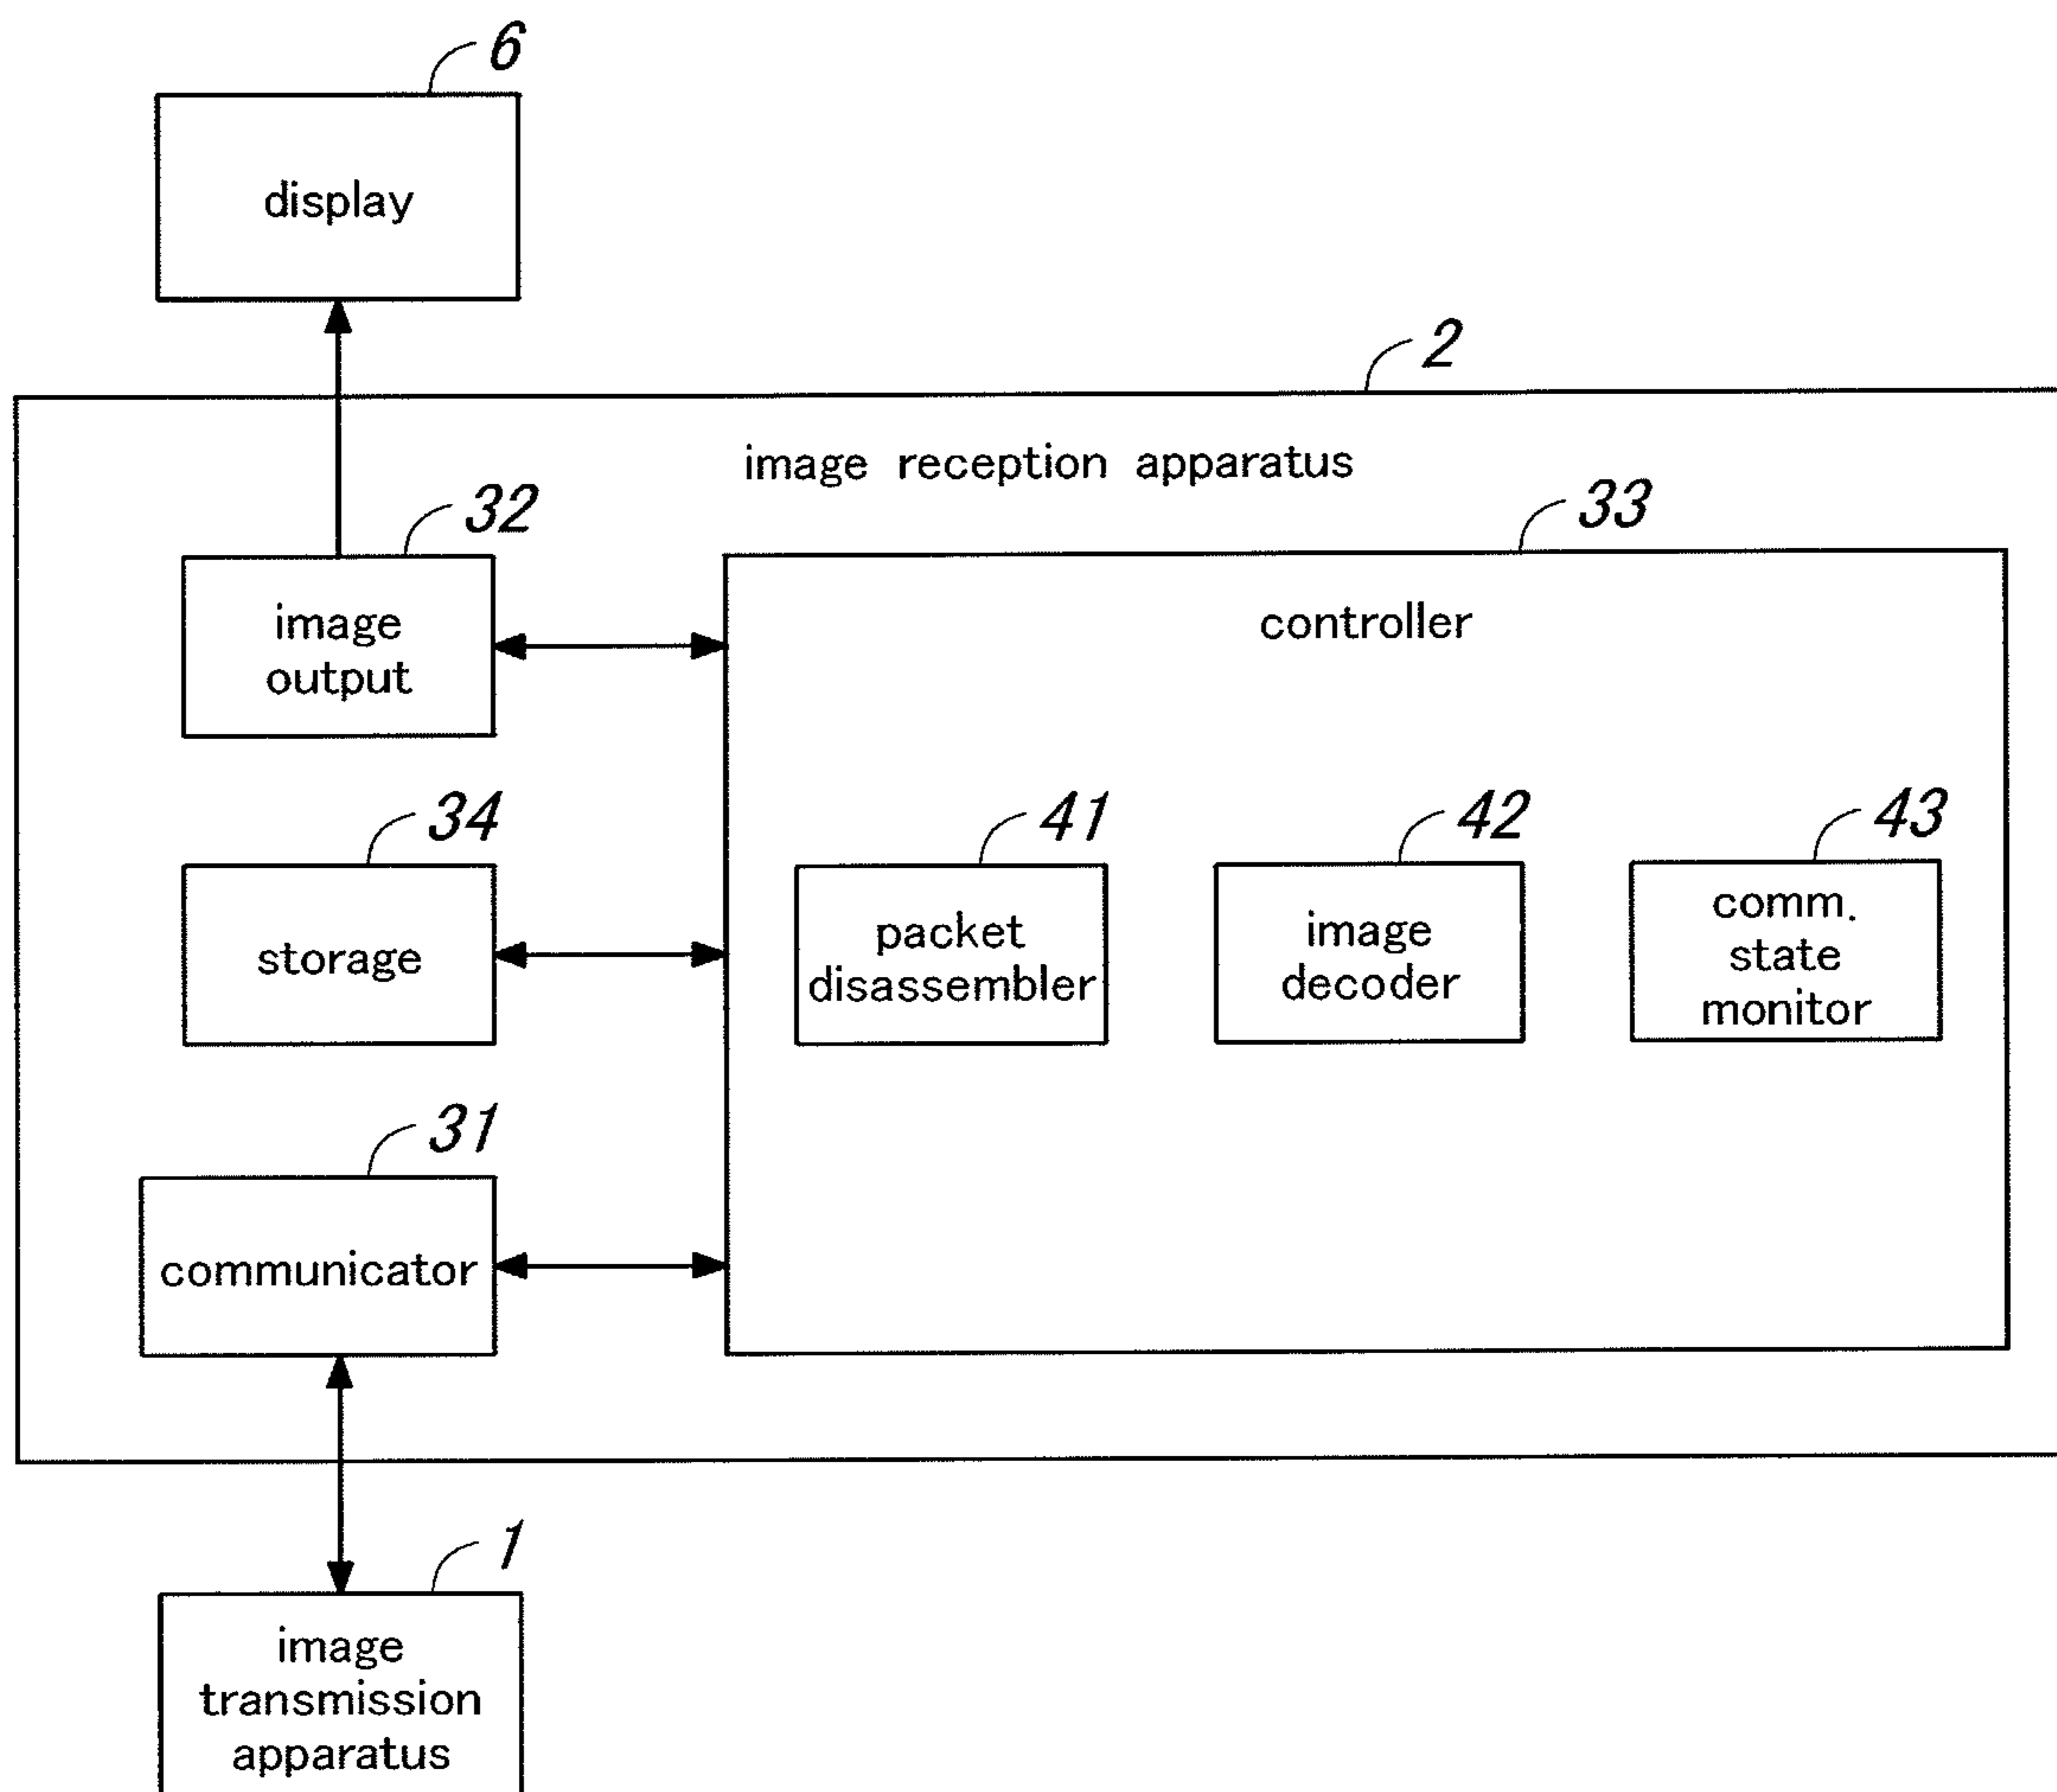 6
display
2
image reception apparatus
32
33
image
output
controller
34
41
42
43
storage
packet
disassembler
image
decoder
comm.
state
monitor
31
communicator
1
image
transmission
apparatus